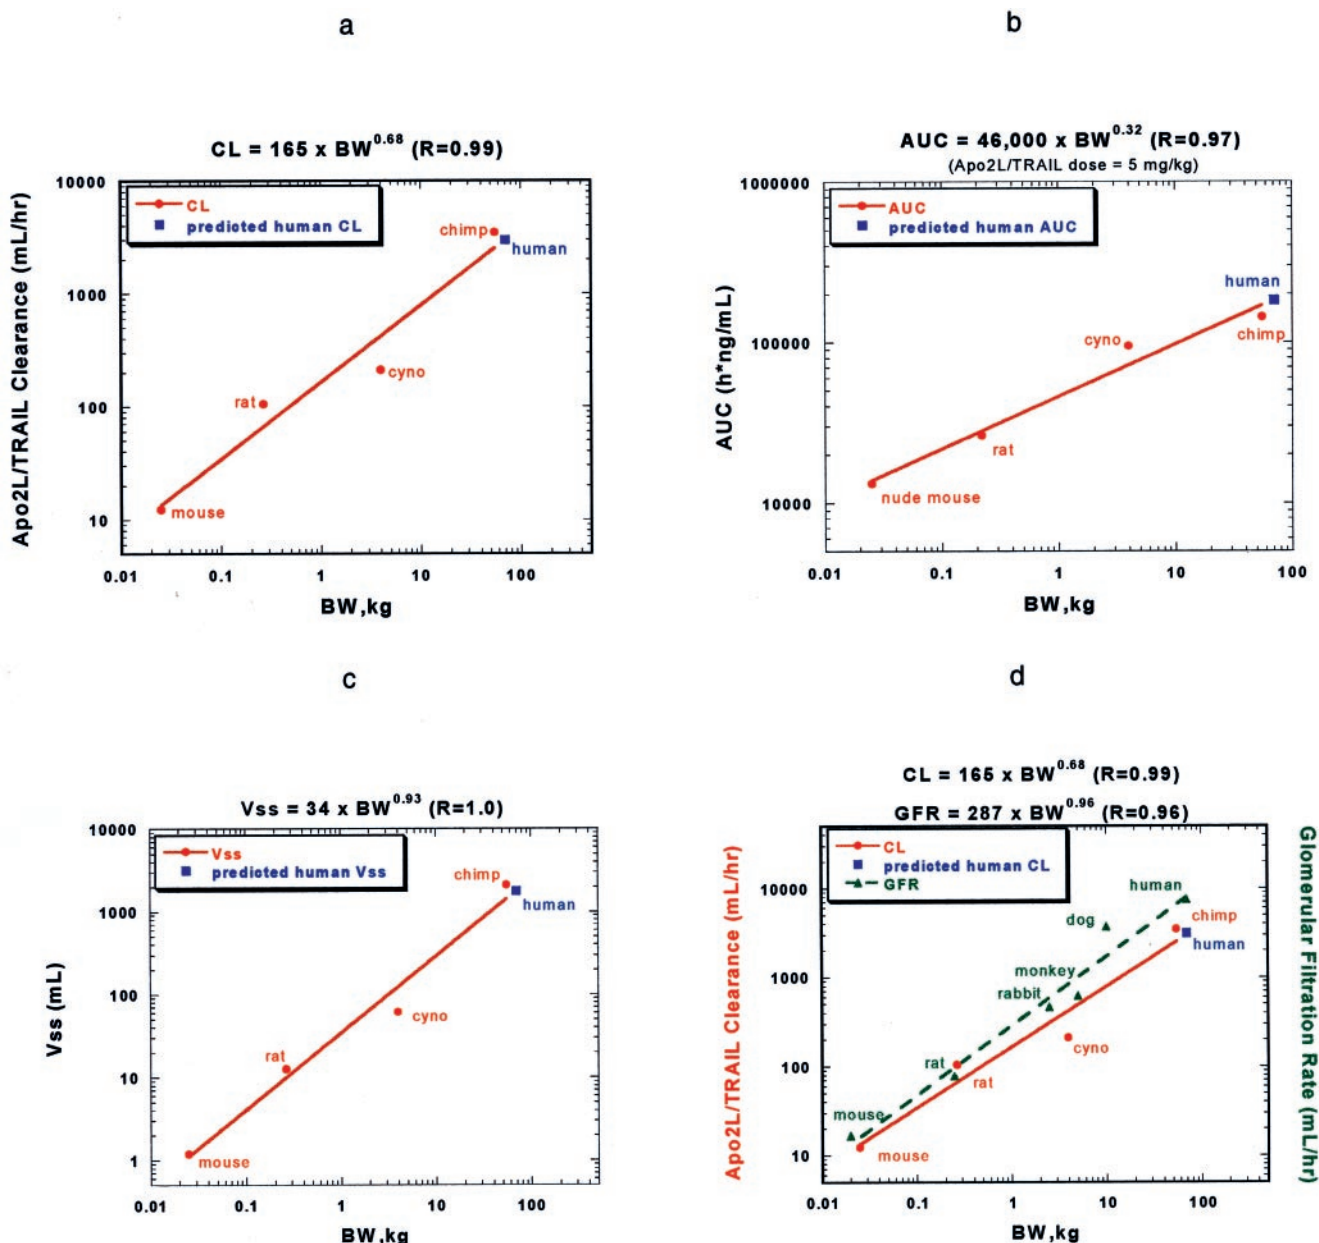 a
CL = 165 x BW^0.68 (R=0.99)
Apo2L/TRAIL Clearance (mL/hr)
10000
1000
100
10
CL
predicted human CL
chimp
human
cyno
rat
mouse
0.01 0.1 1 10 100
BW,kg
b
AUC = 46,000 x BW^0.32 (R=0.97)
(Apo2L/TRAIL dose = 5 mg/kg)
AUC (h*ng/mL)
1000000
100000
10000
AUC
predicted human AUC
human
chimp
cyno
rat
nude mouse
0.01 0.1 1 10 100
BW,kg
c
Vss = 34 x BW^0.93 (R=1.0)
Vss (mL)
10000
1000
100
10
1
Vss
predicted human Vss
chimp
human
cyno
rat
mouse
0.01 0.1 1 10 100
BW,kg
d
CL = 165 x BW^0.68 (R=0.99)
GFR = 287 x BW^0.96 (R=0.96)
Apo2L/TRAIL Clearance (mL/hr)
Glomerular Filtration Rate (mL/hr)
10000
1000
100
10
CL
predicted human CL
GFR
human
chimp
human
dog
monkey
rabbit
cyno
rat
rat
mouse
mouse
0.01 0.1 1 10 100
BW,kg